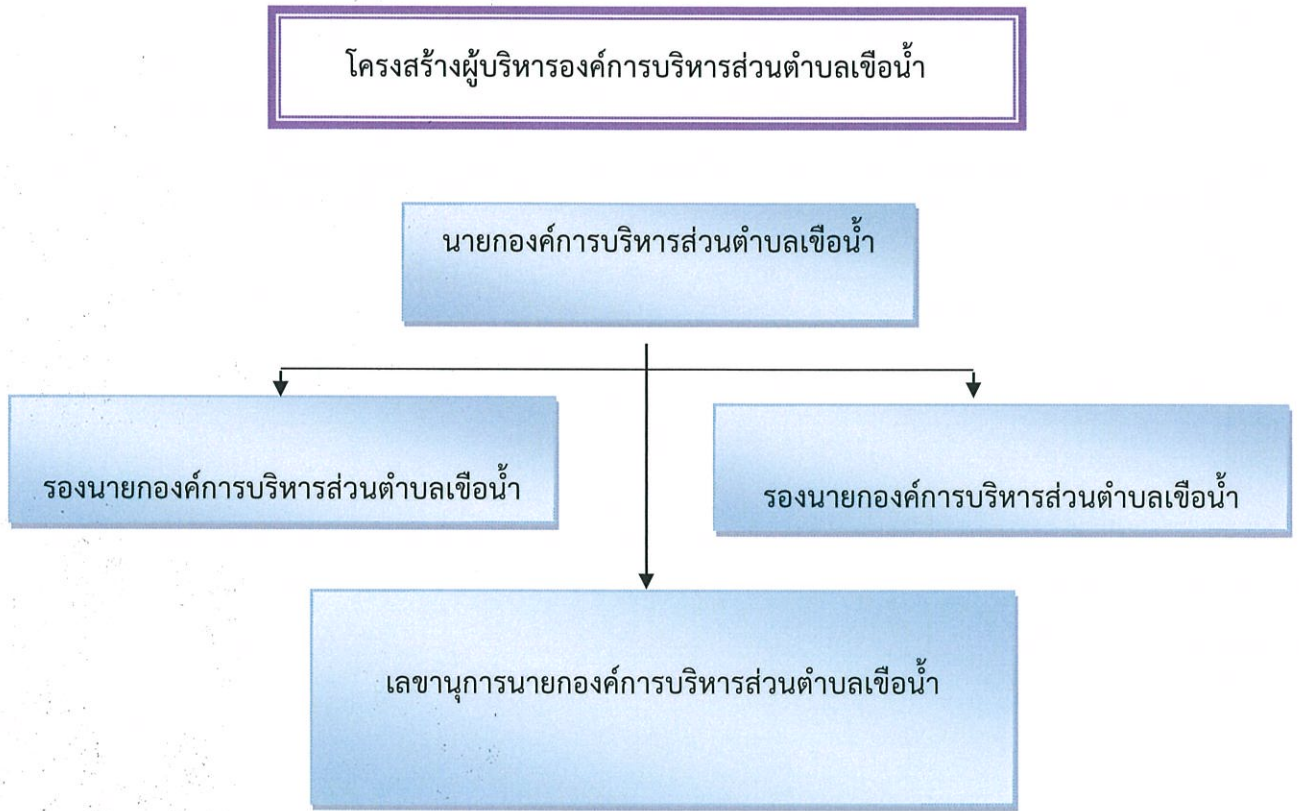 โครงสร้างผู้บริหารองค์การบริหารส่วนตำบลเขือน้ำ
นายกองค์การบริหารส่วนตำบลเขือน้ำ
รองนายกองค์การบริหารส่วนตำบลเขือน้ำ
รองนายกองค์การบริหารส่วนตำบลเขือน้ำ
เลขานุการนายกองค์การบริหารส่วนตำบลเขือน้ำ